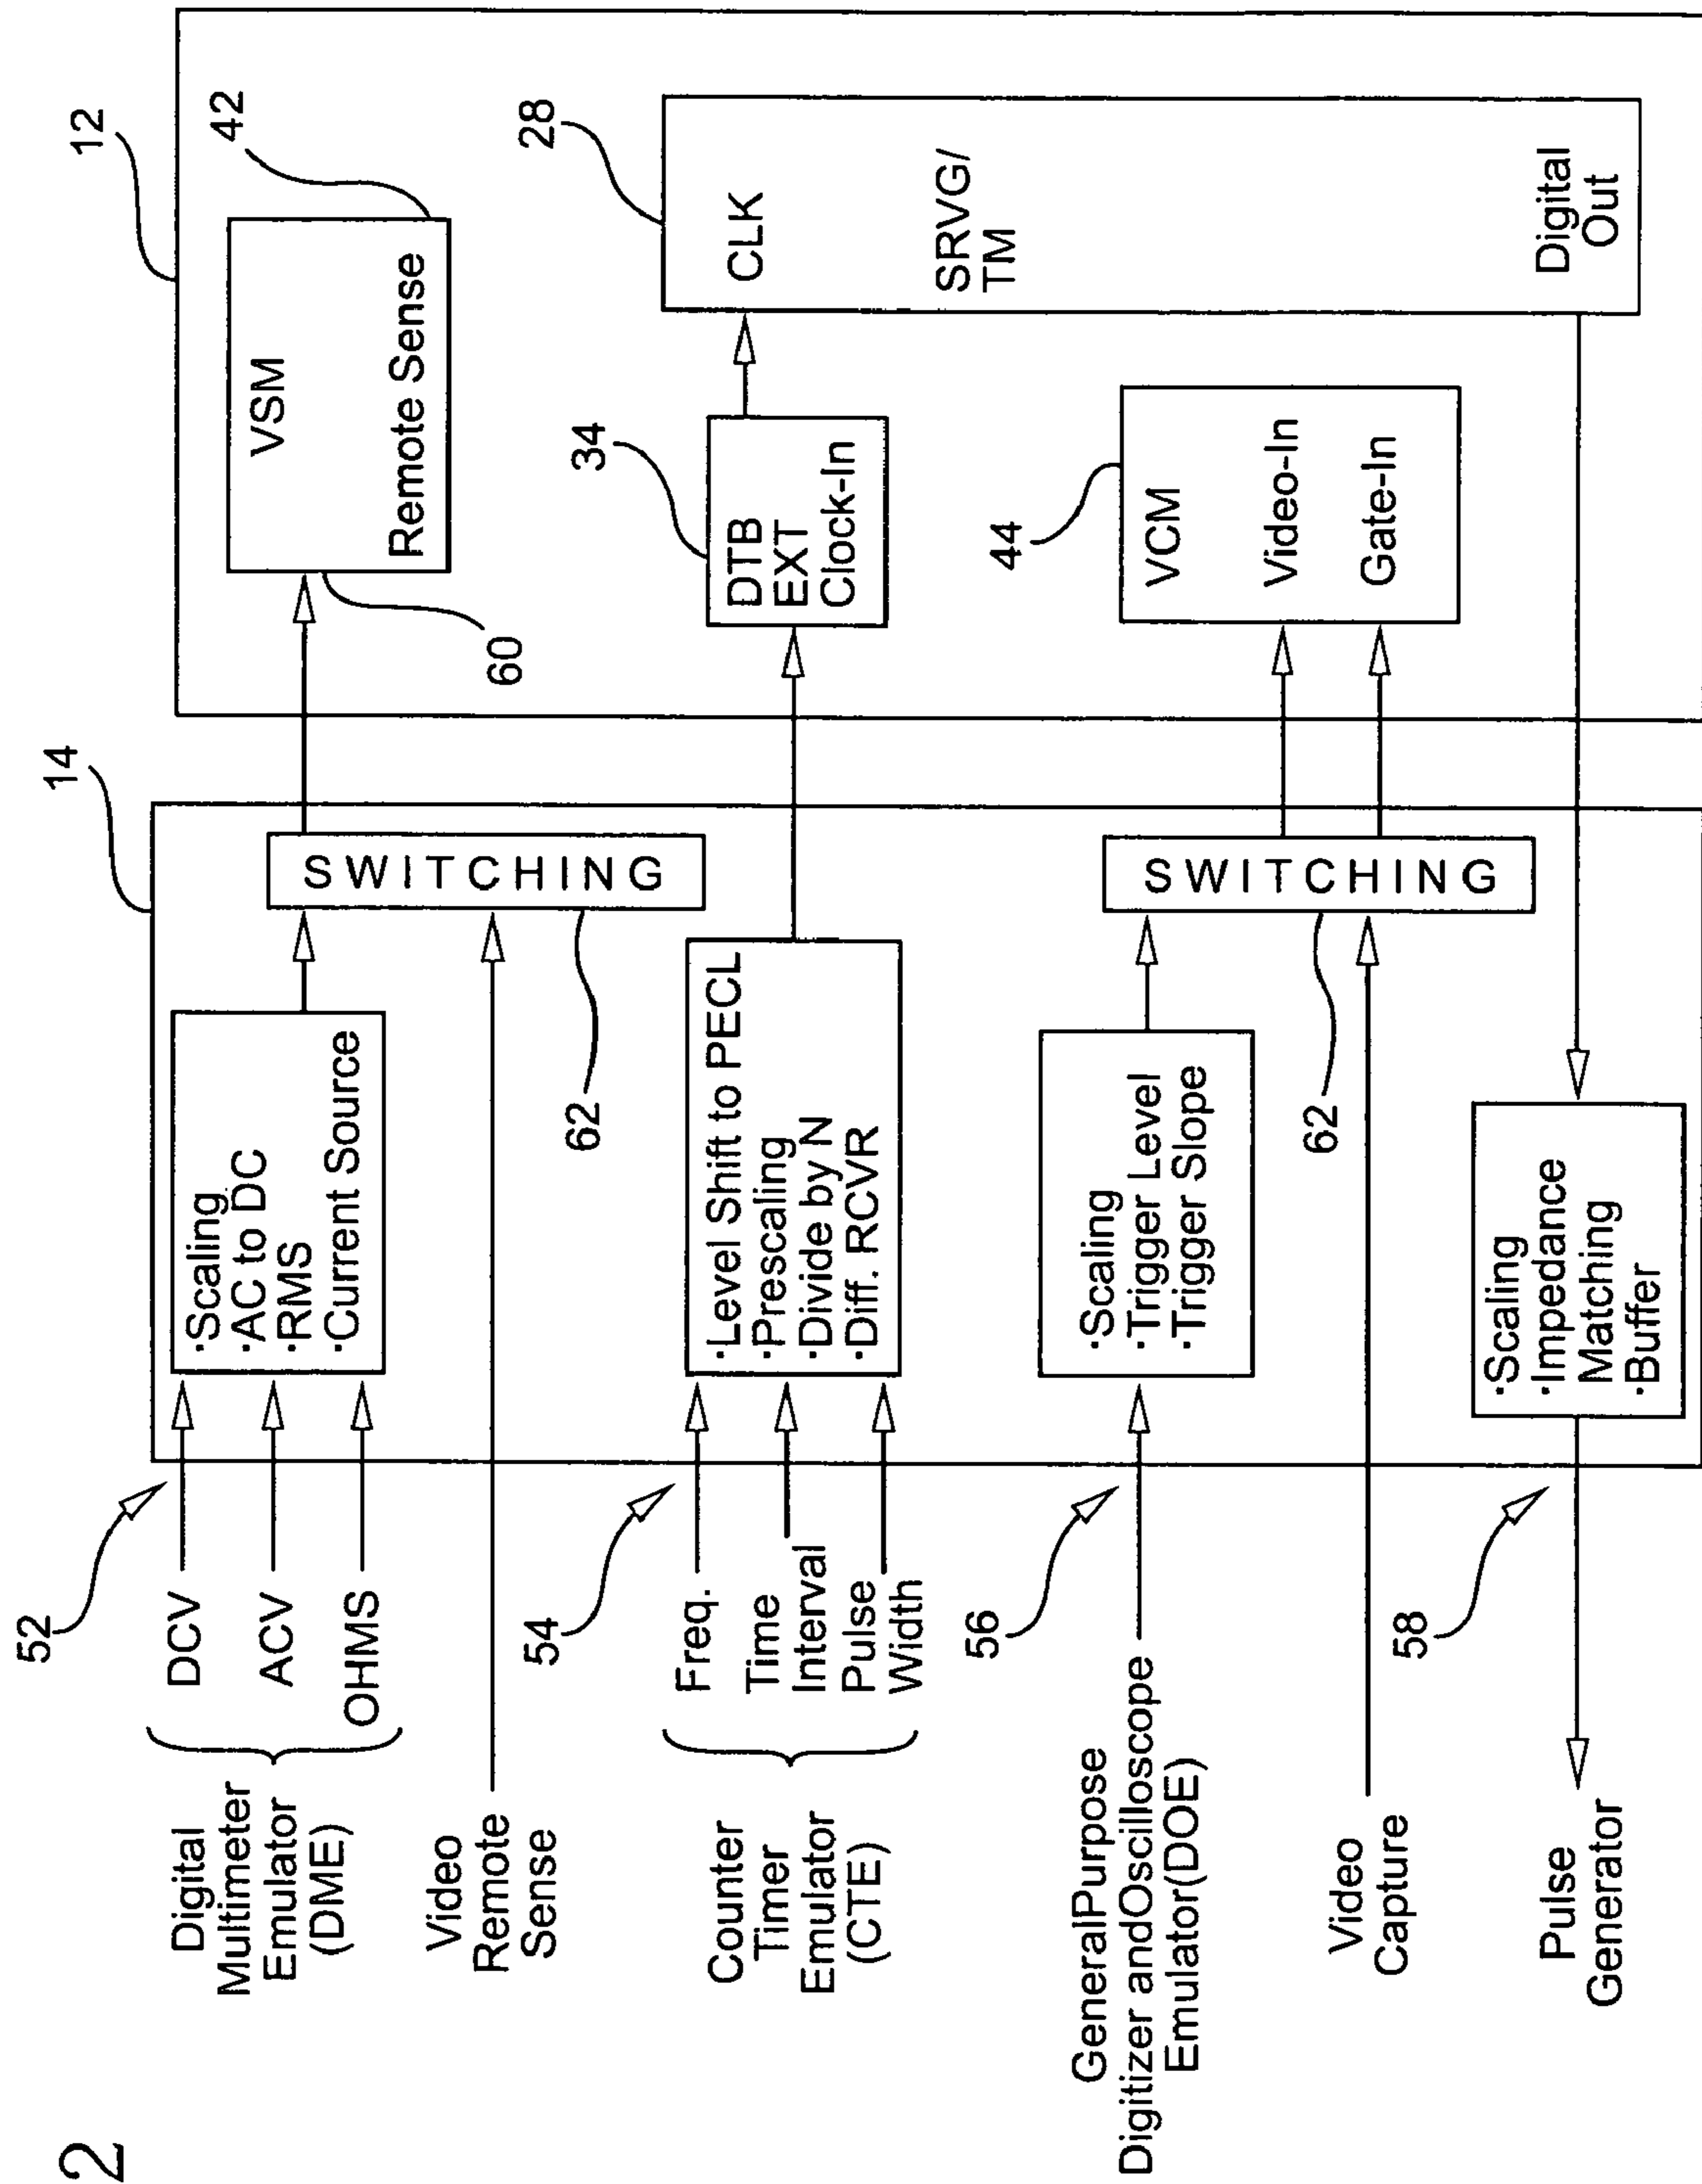 2
Digital
Multimeter
Emulator
(DME)
DCV
ACV
OHMS
52
·Scaling
·AC to DC
·RMS
·Current Source
14
SWITCHING
62
12
VSM
Remote Sense
42
60
Video
Remote
Sense
Counter
Timer
Emulator
(CTE)
Freq.
Time
Interval
Pulse
Width
54
·Level Shift to PECL
·Prescaling
·Divide by N
·Diff. RCVR
DTB
EXT
Clock-In
34
CLK
SRVG/
TM
Digital
Out
28
GeneralPurpose
Digitizer andOscilloscope
Emulator(DOE)
56
·Scaling
·Trigger Level
·Trigger Slope
SWITCHING
62
VCM
Video-In
Gate-In
44
Video
Capture
Pulse
Generator
58
·Scaling
·Impedance
Matching
·Buffer